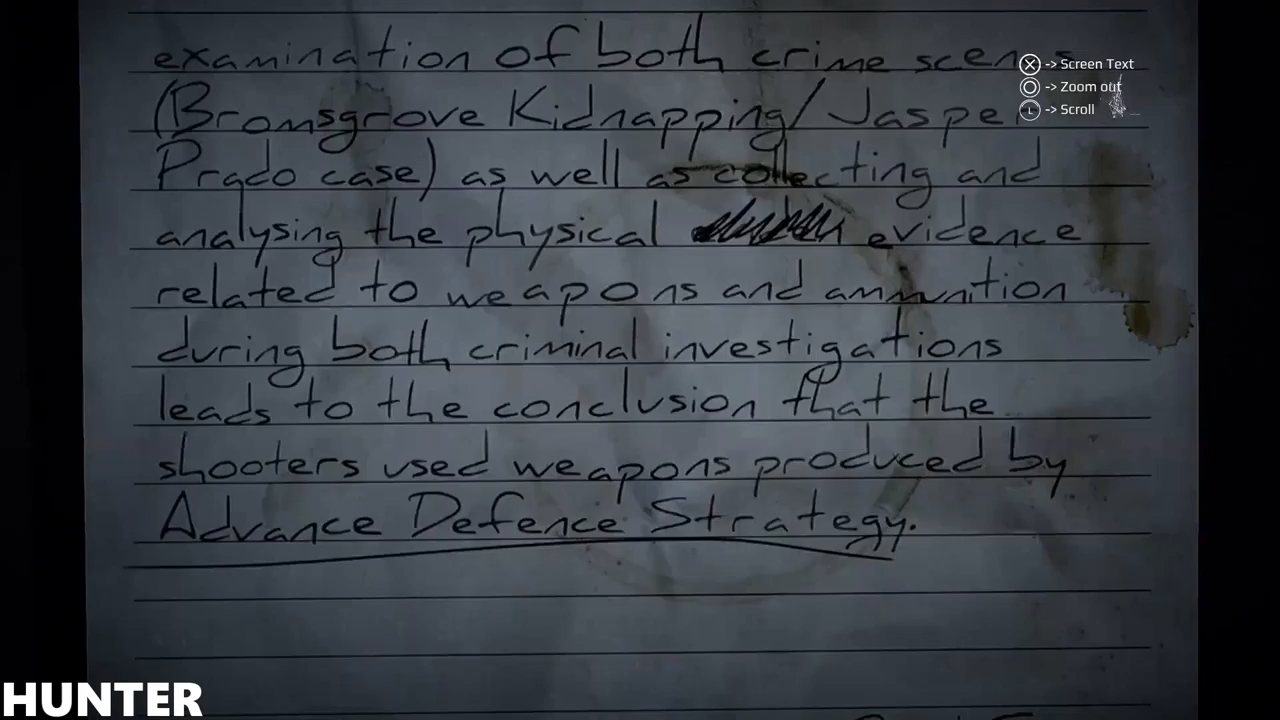 examination of both crime scenes
(Bromsgrove Kidnapping/Jasper
Prado case) as well as collecting and
analysing the physical evidence
related to weapons and ammunition
during both criminal investigations
leads to the conclusion that the
shooters used weapons produced by
Advance Defence Strategy.
X -> Screen Text
O -> Zoom out
L -> Scroll
HUNTER